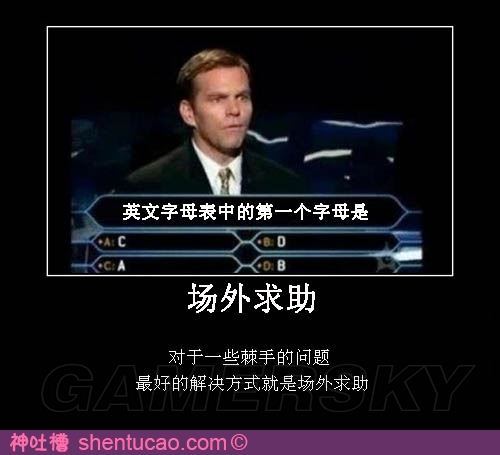 英文字母表中的第一个字母是
A: C
B: D
C: A
D: B
场外求助
对于一些棘手的问题
最好的解决方式就是场外求助
GAMERSKY
神吐槽 shentucao.com©